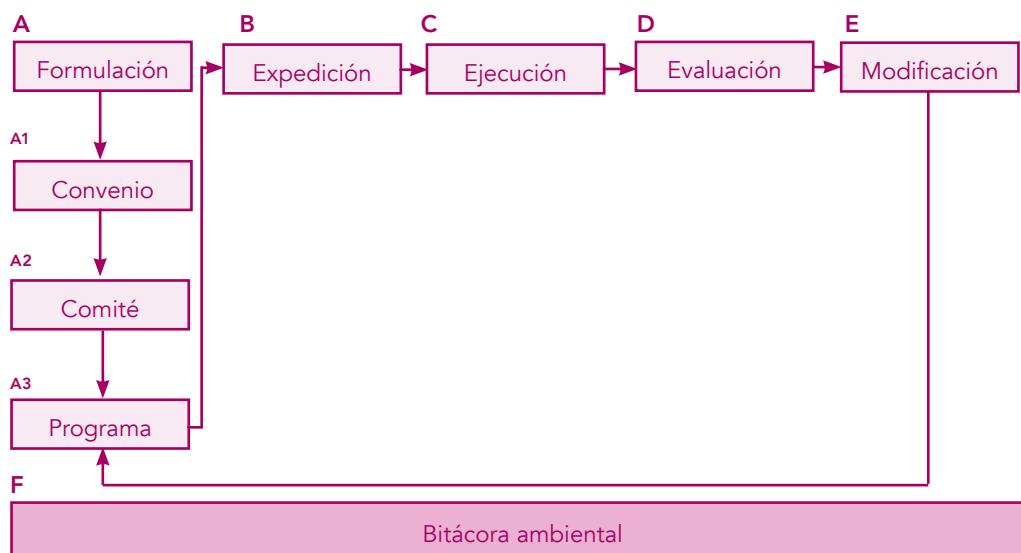 A
Formulación
B
Expedición
C
Ejecución
D
Evaluación
E
Modificación
A1
Convenio
A2
Comité
A3
Programa
F
Bitácora ambiental